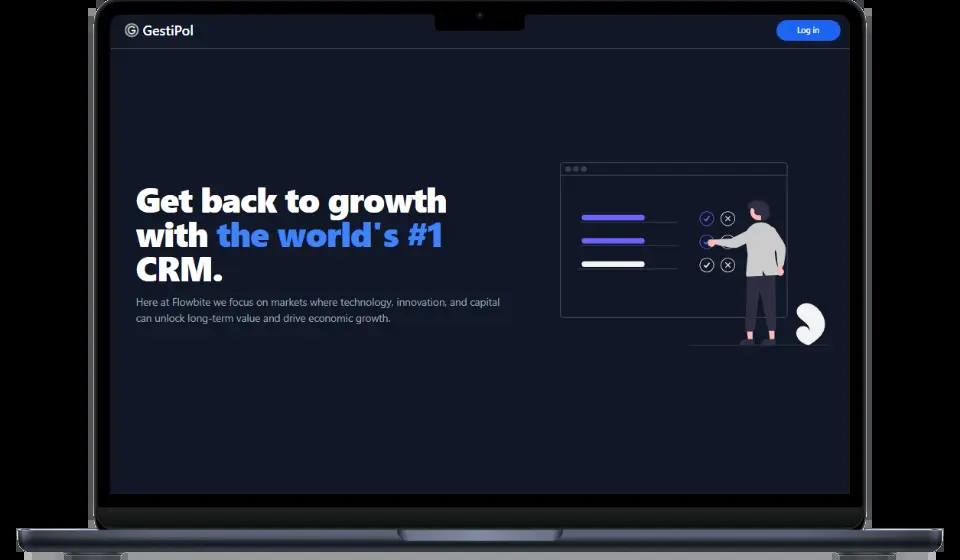 GestiPol
Log in
Get back to growth
with the world's #1
CRM.
Here at Flowbite we focus on markets where technology, innovation, and capital
can unlock long-term value and drive economic growth.